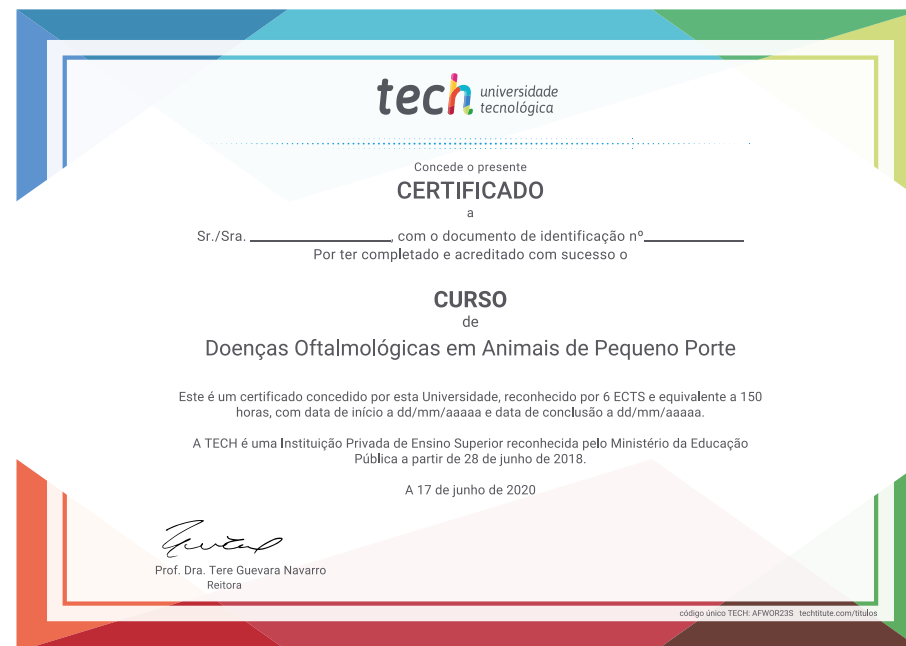 tech universidade
tecnológica
Concede o presente
CERTIFICADO
a
Sr./Sra. ________________, com o documento de identificação nº____________
Por ter completado e acreditado com sucesso o
CURSO
de
Doenças Oftalmológicas em Animais de Pequeno Porte
Este é um certificado concedido por esta Universidade, reconhecido por 6 ECTS e equivalente a 150
horas, com data de início a dd/mm/aaaaa e data de conclusão a dd/mm/aaaaa.
A TECH é uma Instituição Privada de Ensino Superior reconhecida pelo Ministério da Educação
Pública a partir de 28 de junho de 2018.
A 17 de junho de 2020
Prof. Dra. Tere Guevara Navarro
Reitora
código único TECH: AFWOR23S techtitute.com/titulos